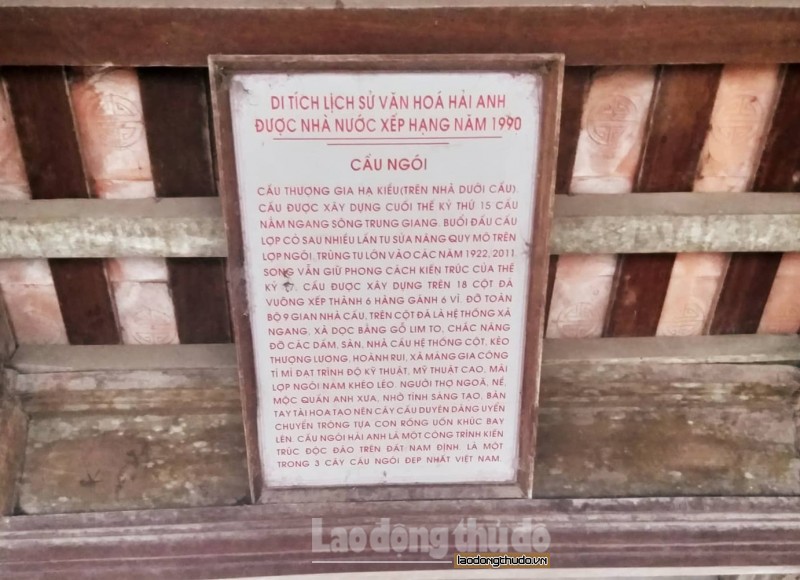 DI TÍCH LỊCH SỬ VĂN HOÁ HẢI ANH
ĐƯỢC NHÀ NƯỚC XẾP HẠNG NĂM 1990
CẦU NGÓI
CẦU THƯỢNG GIA HẠ KIỀU(TRÊN NHÀ DƯỚI CẦU).
CẦU ĐƯỢC XÂY DỰNG CUỐI THẾ KỶ THỨ 15 CẦU
NẰM NGANG SÔNG TRUNG GIANG. BUỔI ĐẦU CẦU
LỢP CỎ SAU NHIỀU LẦN TU SỬA NÂNG QUY MÔ TRÊN
LỢP NGÓI. TRÙNG TU LỚN VÀO CÁC NĂM 1922, 2011
SONG VẪN GIỮ PHONG CÁCH KIẾN TRÚC CỦA THẾ
KỶ CẦU ĐƯỢC XÂY DỰNG TRÊN 18 CỘT ĐÁ
VUÔNG XẾP THÀNH 6 HÀNG GÁNH 6 VÌ. ĐỠ TOÀN
BỘ 9 GIAN NHÀ CẦU, TRÊN CỘT ĐÁ LÀ HỆ THỐNG XÀ
NGANG, XÀ DỌC BẰNG GỖ LIM TO, CHẮC NẶNG
ĐỠ CÁC DẦM, SÀN, NHÀ CẦU HỆ THỐNG CỘT, KÈO
THƯỢNG LƯƠNG, HOÀNH RUI, XÀ MÁNG GIA CÔNG
TỈ MỈ ĐẠT TRÌNH ĐỘ KỸ THUẬT, MỸ THUẬT CAO, MÁI
LỢP NGÓI NAM KHÉO LÉO. NGƯỜI THỢ NGOÃ, NỀ,
MỘC QUẦN ANH XƯA, NHỜ TÍNH SÁNG TẠO, BÀN
TAY TÀI HOA TẠO NÊN CÂY CẦU DUYÊN DÁNG UYỂN
CHUYỂN TRÔNG TỰA CON RỒNG UỐN KHÚC BAY
LÊN. CẦU NGÓI HẢI ANH LÀ MỘT CÔNG TRÌNH KIẾN
TRÚC ĐỘC ĐÁO TRÊN ĐẤT NAM ĐỊNH. LÀ MỘT
TRONG 3 CÂY CẦU NGÓI ĐẸP NHẤT VIỆT NAM.
Lao động thủ đô
laodongthudo.vn